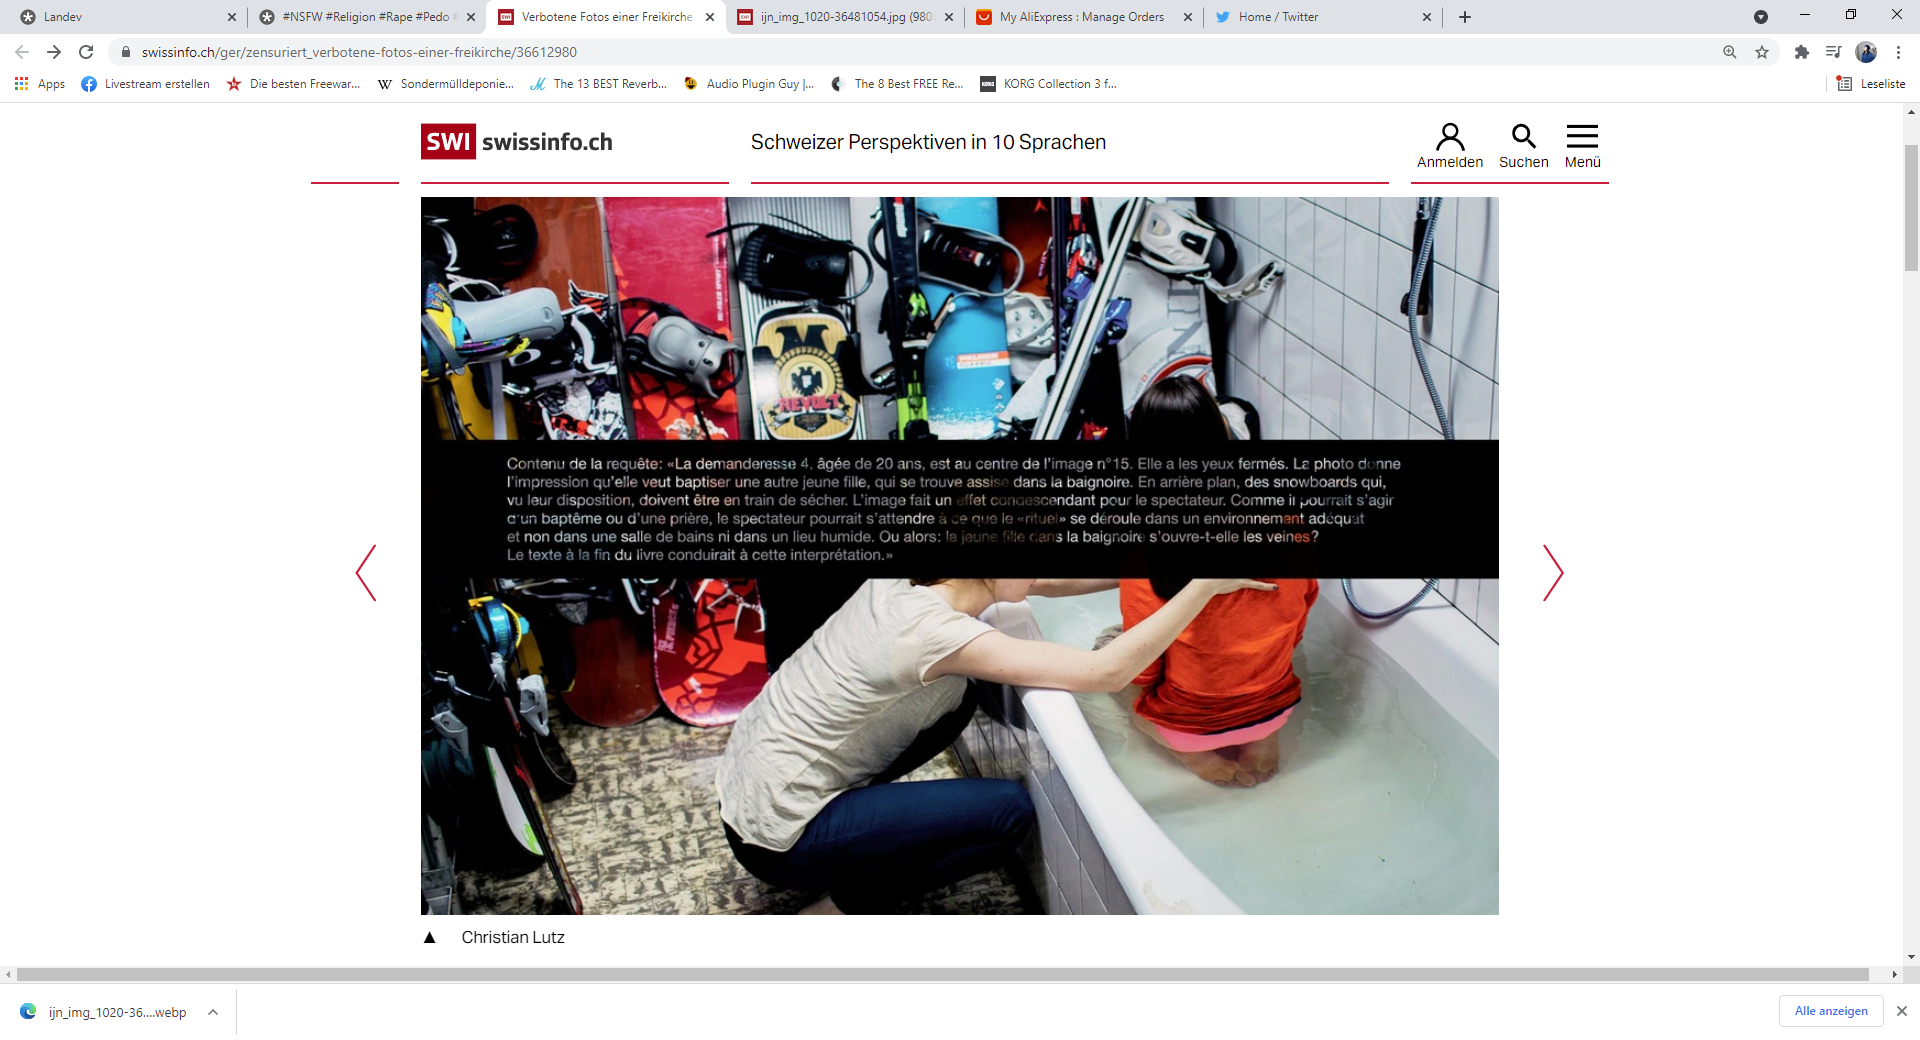 Landev
#NSFW #Religion #Rape #Pedo
Verbotene Fotos einer Freikirche
ijn_img_1020-36481054.jpg (980
My AliExpress : Manage Orders
Home / Twitter
swissinfo.ch/ger/zensuriert_verbotene-fotos-einer-freikirche/36612980
Apps
Livestream erstellen
Die besten Freewar...
Sondermülldeponie...
The 13 BEST Reverb...
Audio Plugin Guy |...
The 8 Best FREE Re...
KORG Collection 3 f...
Leseliste
SWI swissinfo.ch
Schweizer Perspektiven in 10 Sprachen
Anmelden
Suchen
Menü
REVOLT
PALMER
CLASSIC
Contenu de la requête: «La demanderesse 4, âgée de 20 ans, est au centre de l'image n°15. Elle a les yeux fermés. La photo donne
l'impression qu'elle veut baptiser une autre jeune fille, qui se trouve assise dans la baignoire. En arrière plan, des snowboards qui,
vu leur disposition, doivent être en train de sécher. L'image fait un effet condescendant pour le spectateur. Comme il pourrait s'agir
d'un baptême ou d'une prière, le spectateur pourrait s'attendre à ce que le «rituel» se déroule dans un environnement adéquat
et non dans une salle de bains ni dans un lieu humide. Ou alors: la jeune fille dans la baignoire s'ouvre-t-elle les veines?
Le texte à la fin du livre conduirait à cette interprétation.»
Christian Lutz
ijn_img_1020-36....webp
Alle anzeigen